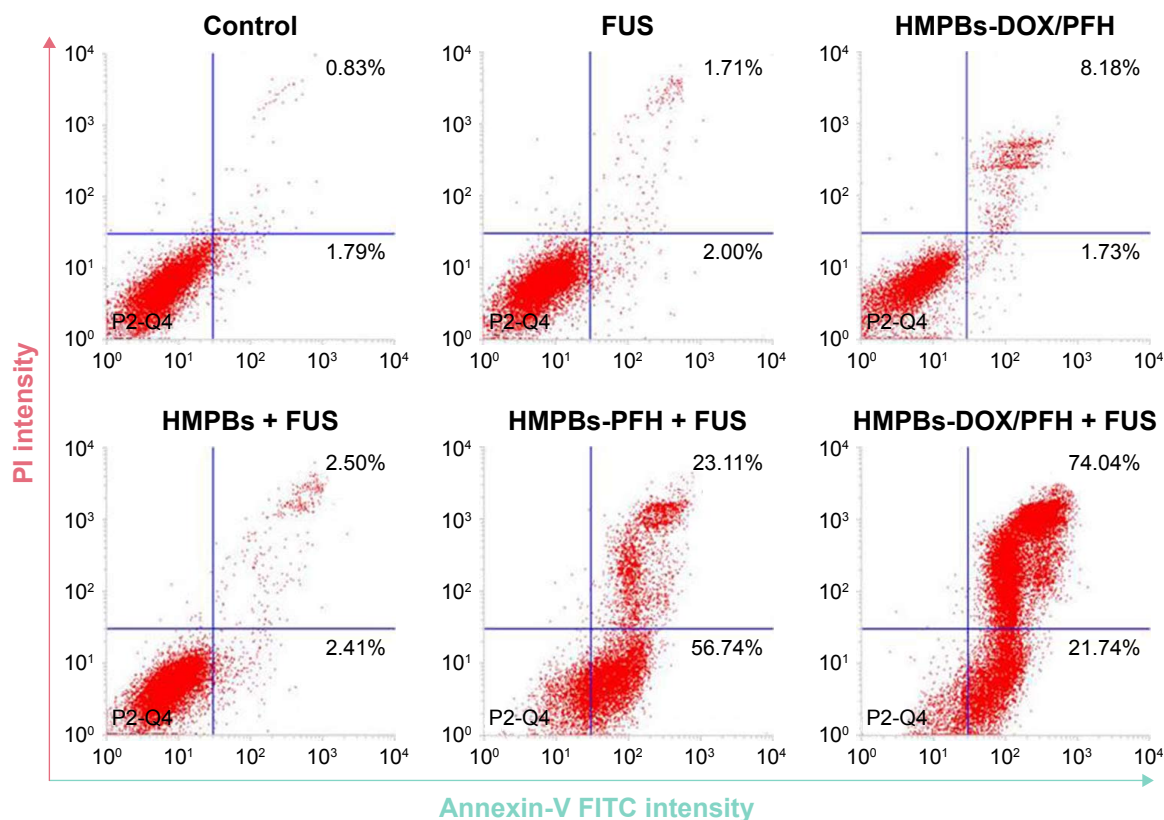 PI intensity
Control
10⁴
10³
10²
10¹
10⁰
0.83%
1.79%
P2-Q4
10⁰ 10¹ 10² 10³ 10⁴
FUS
10⁴
10³
10²
10¹
10⁰
1.71%
2.00%
P2-Q4
10⁰ 10¹ 10² 10³ 10⁴
HMPBs-DOX/PFH
10⁴
10³
10²
10¹
10⁰
8.18%
1.73%
P2-Q4
10⁰ 10¹ 10² 10³ 10⁴
HMPBs + FUS
10⁴
10³
10²
10¹
10⁰
2.50%
2.41%
P2-Q4
10⁰ 10¹ 10² 10³ 10⁴
HMPBs-PFH + FUS
10⁴
10³
10²
10¹
10⁰
23.11%
56.74%
P2-Q4
10⁰ 10¹ 10² 10³ 10⁴
HMPBs-DOX/PFH + FUS
10⁴
10³
10²
10¹
10⁰
74.04%
21.74%
P2-Q4
10⁰ 10¹ 10² 10³ 10⁴
Annexin-V FITC intensity